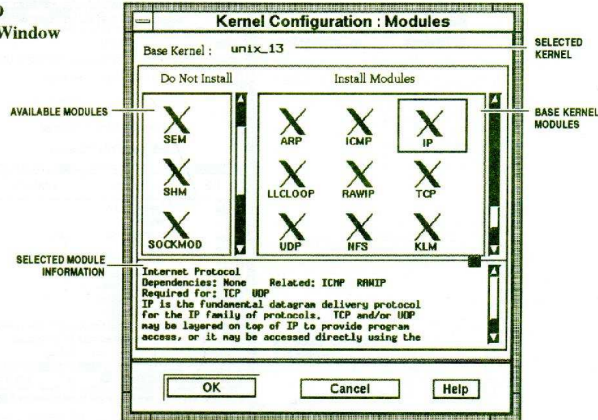 Window
Kernel Configuration : Modules
Base Kernel : unix_13
SELECTED
KERNEL
Do Not Install
Install Modules
AVAILABLE MODULES
BASE KERNEL
MODULES
SEM
ARP
ICMP
IP
SHM
LLCLOOP
RAWIP
TCP
SOCKMOD
UDP
NFS
KLM
SELECTED MODULE
INFORMATION
Internet Protocol
Dependencies: None Related: ICMP RAWIP
Required for: TCP UDP
IP is the fundamental datagram delivery protocol
for the IP family of protocols. TCP and/or UDP
may be layered on top of IP to provide program
access, or it may be accessed directly using the
OK
Cancel
Help